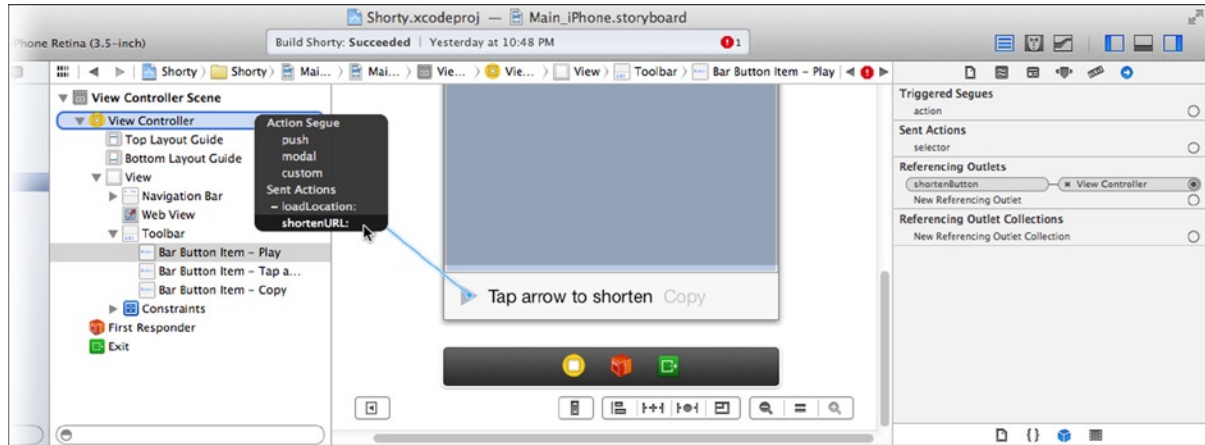 Shorty.xcodeproj — Main_iPhone.storyboard
Phone Retina (3.5-inch)
Build Shorty: Succeeded | Yesterday at 10:48 PM
1
Shorty
Shorty
Mai...
Mai...
Vie...
Vie...
View
Toolbar
Bar Button Item – Play
View Controller Scene
View Controller
Top Layout Guide
Bottom Layout Guide
View
Navigation Bar
Web View
Toolbar
Bar Button Item – Play
Bar Button Item – Tap a...
Bar Button Item – Copy
Constraints
First Responder
Exit
Action Segue
push
modal
custom
Sent Actions
– loadLocation:
shortenURL:
Tap arrow to shorten
Copy
Triggered Segues
action
Sent Actions
selector
Referencing Outlets
shortenButton
View Controller
New Referencing Outlet
Referencing Outlet Collections
New Referencing Outlet Collection